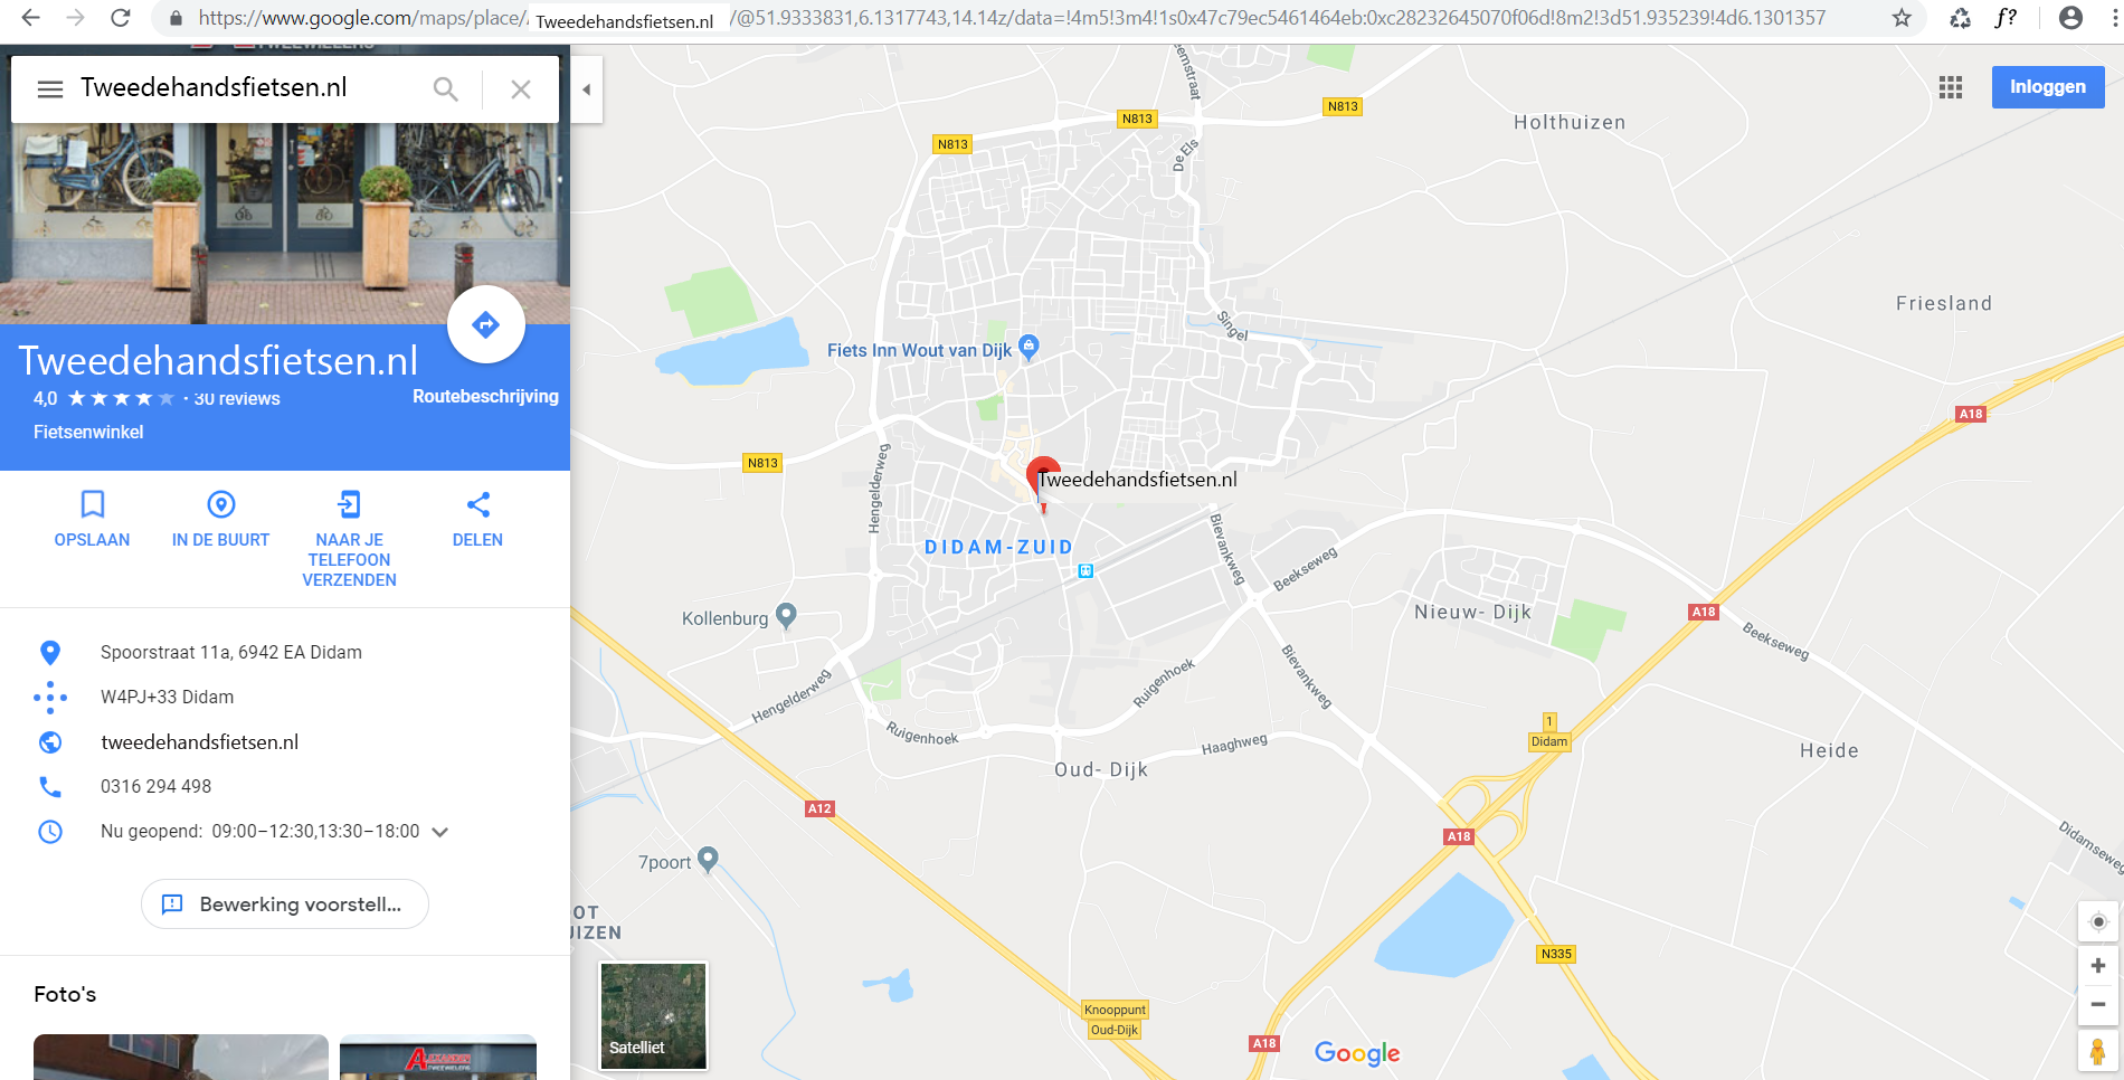 https://www.google.com/maps/place/ Tweedehandsfietsen.nl /@51.9333831,6.1317743,14.14z/data=!4m5!3m4!1s0x47c79ec5461464eb:0xc28232645070f06d!8m2!3d51.935239!4d6.1301357
f?
Tweedehandsfietsen.nl
Inloggen
Tweedehandsfietsen.nl
4,0 · 30 reviews
Routebeschrijving
Fietsenwinkel
OPSLAAN
IN DE BUURT
NAAR JE
TELEFOON
VERZENDEN
DELEN
Spoorstraat 11a, 6942 EA Didam
W4PJ+33 Didam
tweedehandsfietsen.nl
0316 294 498
Nu geopend: 09:00–12:30,13:30–18:00
Bewerking voorstell...
Foto's
N813
N813
N813
De Els
Holthuizen
Friesland
Singel
Fiets Inn Wout van Dijk
A18
N813
Hengelderweg
Tweedehandsfietsen.nl
DIDAM-ZUID
Bievankweg
Beekseweg
Kollenburg
Nieuw- Dijk
A18
Beekseweg
Hengelderweg
Ruigenhoek
Bievankweg
Ruigenhoek
Haaghweg
1
Didam
Heide
Oud- Dijk
A12
A18
Didamseweg
7poort
N335
Knooppunt
Oud-Dijk
A18
Satelliet
Google